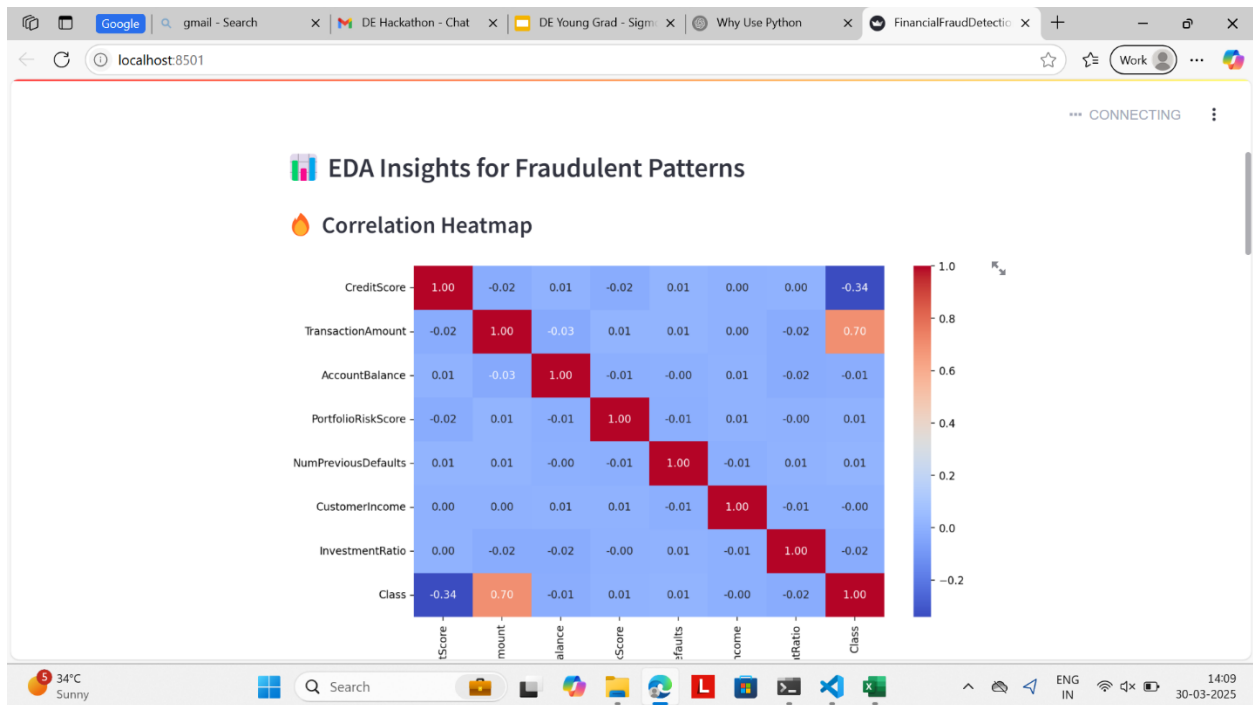 Google
gmail - Search
DE Hackathon - Chat
DE Young Grad - Sigm
Why Use Python
FinancialFraudDetectio
localhost:8501
Work
CONNECTING
EDA Insights for Fraudulent Patterns
Correlation Heatmap
CreditScore 1.00 -0.02 0.01 -0.02 0.01 0.00 0.00 -0.34
TransactionAmount -0.02 1.00 -0.03 0.01 0.01 0.00 -0.02 0.70
AccountBalance 0.01 -0.03 1.00 -0.01 -0.00 0.01 -0.02 -0.01
PortfolioRiskScore -0.02 0.01 -0.01 1.00 -0.01 0.01 -0.00 0.01
NumPreviousDefaults 0.01 0.01 -0.00 -0.01 1.00 -0.01 0.01 0.01
CustomerIncome 0.00 0.00 0.01 0.01 -0.01 1.00 -0.01 -0.00
InvestmentRatio 0.00 -0.02 -0.02 -0.00 0.01 -0.01 1.00 -0.02
Class -0.34 0.70 -0.01 0.01 0.01 -0.00 -0.02 1.00
tScore
mount
alance
kScore
efaults
ncome
tRatio
Class
1.0
0.8
0.6
0.4
0.2
0.0
−0.2
5
34°C
Sunny
Search
L
ENG
IN
14:09
30-03-2025